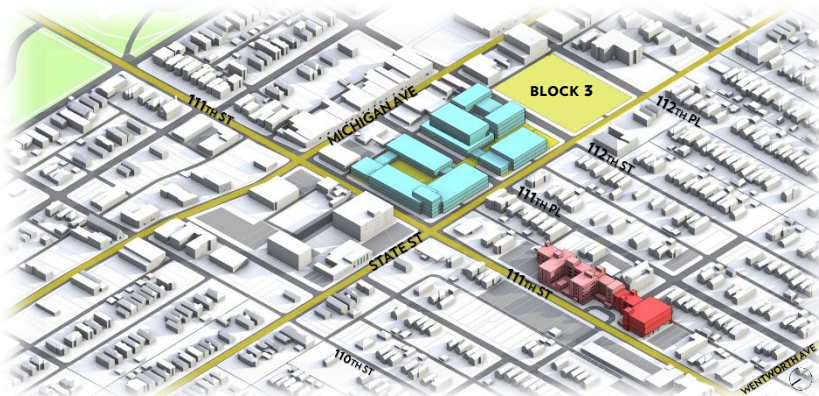 BLOCK 3
111TH ST
MICHIGAN AVE
112TH PL
112TH ST
111TH PL
STATE ST
111TH ST
110TH ST
WENTWORTH AVE